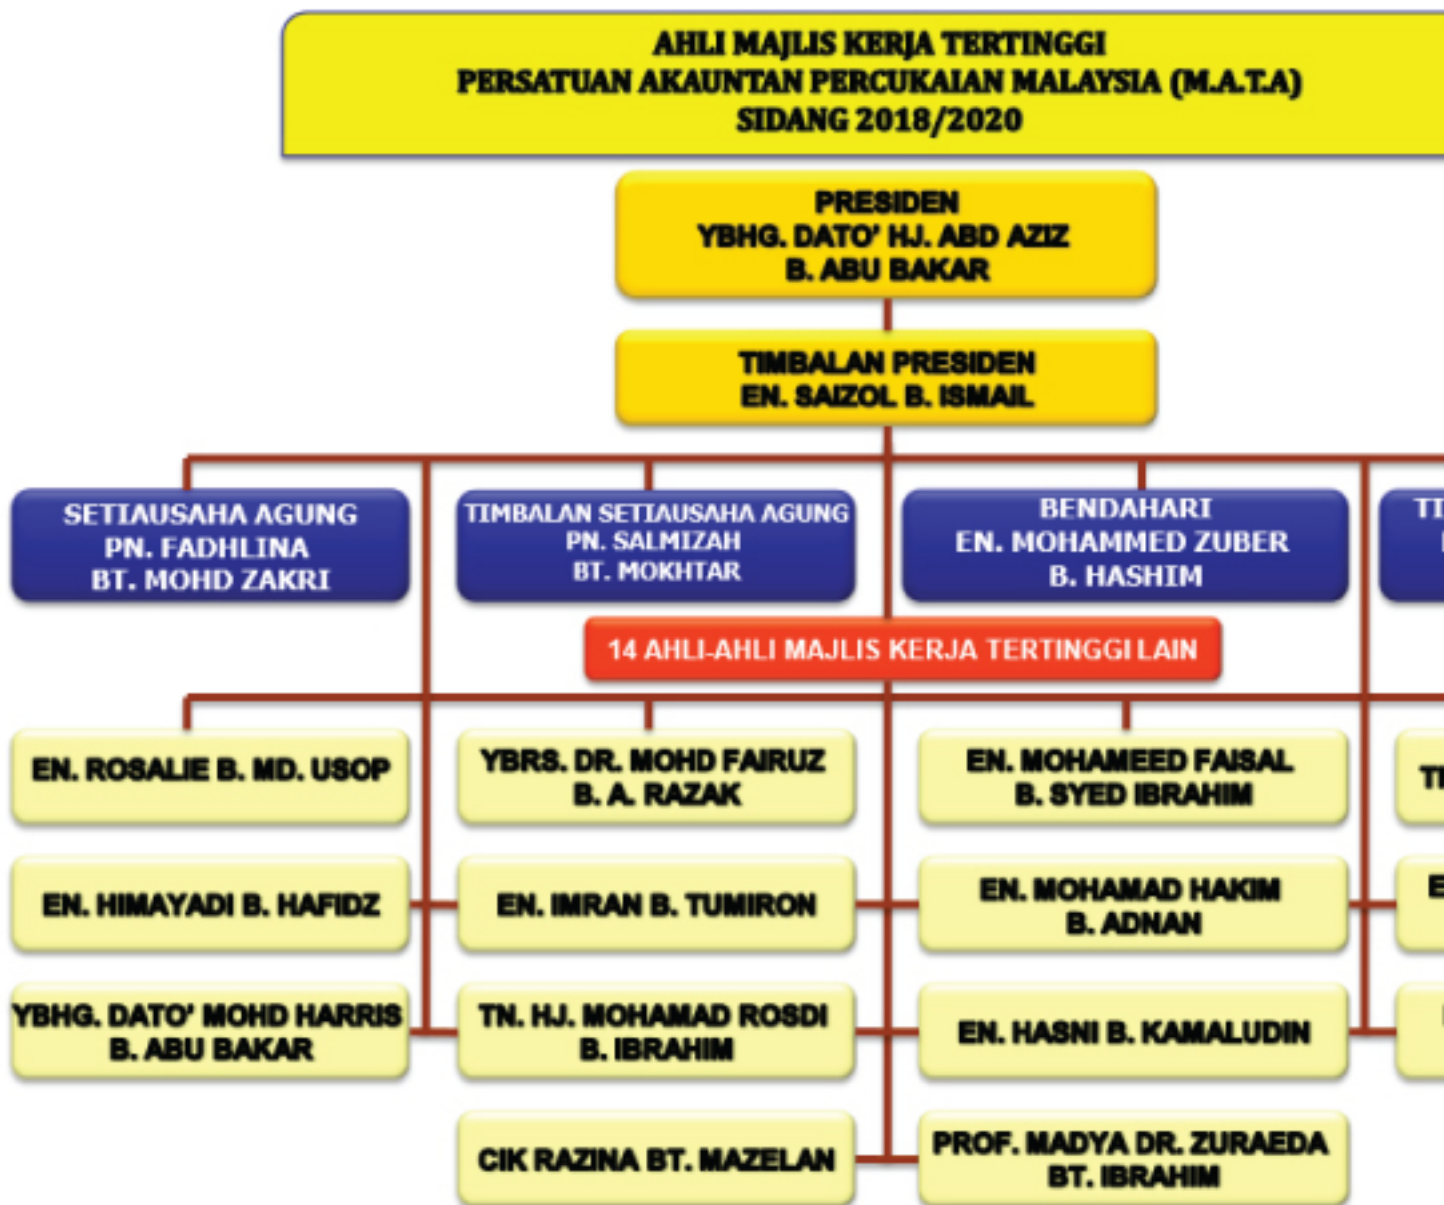 AHLI MAJLIS KERJA TERTINGGI
PERSATUAN AKAUNTAN PERCUKAIAN MALAYSIA (M.A.T.A)
SIDANG 2018/2020
PRESIDEN
YBHG. DATO' HJ. ABD AZIZ
B. ABU BAKAR
TIMBALAN PRESIDEN
EN. SAIZOL B. ISMAIL
SETIAUSAHA AGUNG
PN. FADHLINA
BT. MOHD ZAKRI
TIMBALAN SETIAUSAHA AGUNG
PN. SALMIZAH
BT. MOKHTAR
BENDAHARI
EN. MOHAMMED ZUBER
B. HASHIM
14 AHLI-AHLI MAJLIS KERJA TERTINGGI LAIN
EN. ROSALIE B. MD. USOP
YBRS. DR. MOHD FAIRUZ
B. A. RAZAK
EN. MOHAMEED FAISAL
B. SYED IBRAHIM
EN. HIMAYADI B. HAFIDZ
EN. IMRAN B. TUMIRON
EN. MOHAMAD HAKIM
B. ADNAN
YBHG. DATO' MOHD HARRIS
B. ABU BAKAR
TN. HJ. MOHAMAD ROSDI
B. IBRAHIM
EN. HASNI B. KAMALUDIN
CIK RAZINA BT. MAZELAN
PROF. MADYA DR. ZURAEDA
BT. IBRAHIM